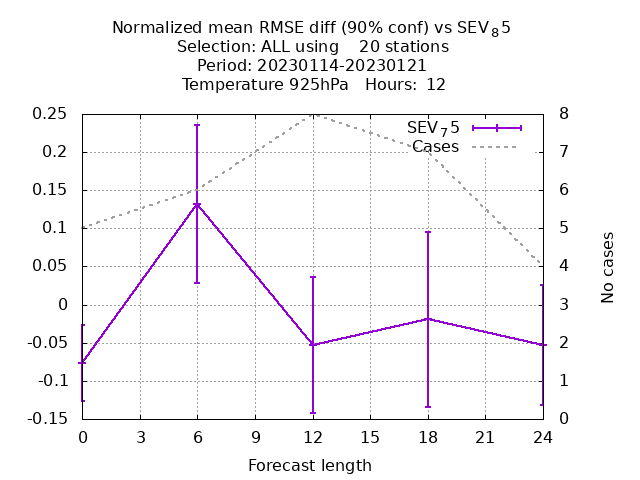 Normalized mean RMSE diff (90% conf) vs SEV₈5
Selection: ALL using    20 stations
Period: 20230114-20230121
Temperature 925hPa   Hours:  12
SEV₇5
Cases
0.25
0.2
0.15
0.1
0.05
0
-0.05
-0.1
-0.15
8
7
6
5
4
3
2
1
0
No cases
0 3 6 9 12 15 18 21 24
Forecast length